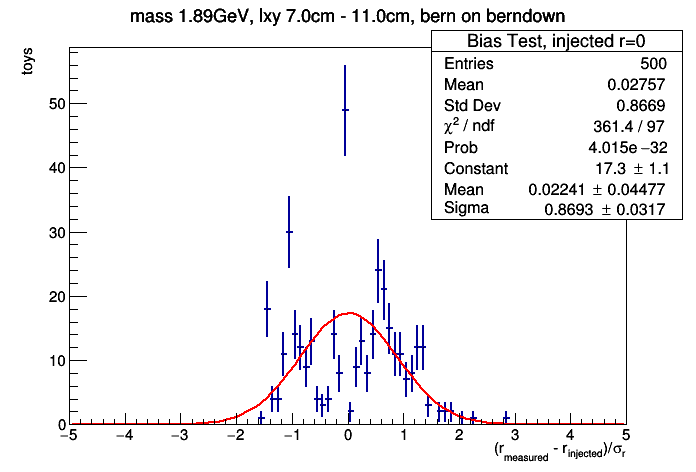 mass 1.89GeV, lxy 7.0cm - 11.0cm, bern on berndown
Bias Test, injected r=0
Entries 500
Mean 0.02757
Std Dev 0.8669
χ² / ndf 361.4 / 97
Prob 4.015e−32
Constant 17.3 ± 1.1
Mean 0.02241 ± 0.04477
Sigma 0.8693 ± 0.0317
toys
50
40
30
20
10
0
−5 −4 −3 −2 −1 0 1 2 3 4 5
(r_measured - r_injected)/σ_r